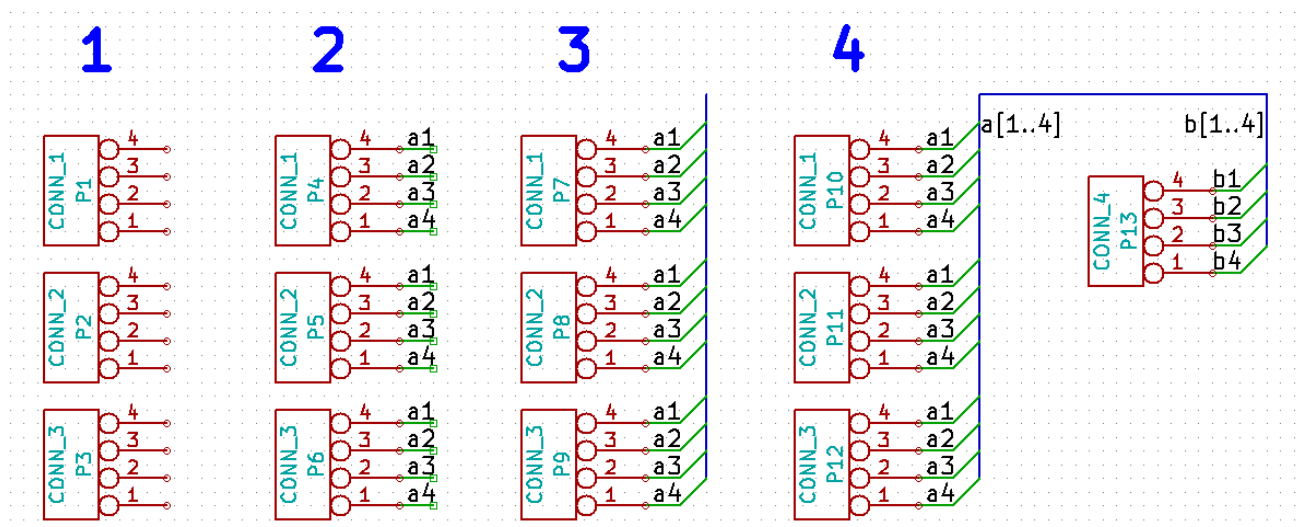 1 2 3 4
a[1..4] b[1..4]
CONN_1
P1
4
3
2
1
CONN_2
P2
4
3
2
1
CONN_3
P3
4
3
2
1
CONN_1
P4
4 a1
3 a2
2 a3
1 a4
CONN_2
P5
4 a1
3 a2
2 a3
1 a4
CONN_3
P6
4 a1
3 a2
2 a3
1 a4
CONN_1
P7
4 a1
3 a2
2 a3
1 a4
CONN_2
P8
4 a1
3 a2
2 a3
1 a4
CONN_3
P9
4 a1
3 a2
2 a3
1 a4
CONN_1
P10
4 a1
3 a2
2 a3
1 a4
CONN_2
P11
4 a1
3 a2
2 a3
1 a4
CONN_3
P12
4 a1
3 a2
2 a3
1 a4
CONN_4
P13
4 b1
3 b2
2 b3
1 b4